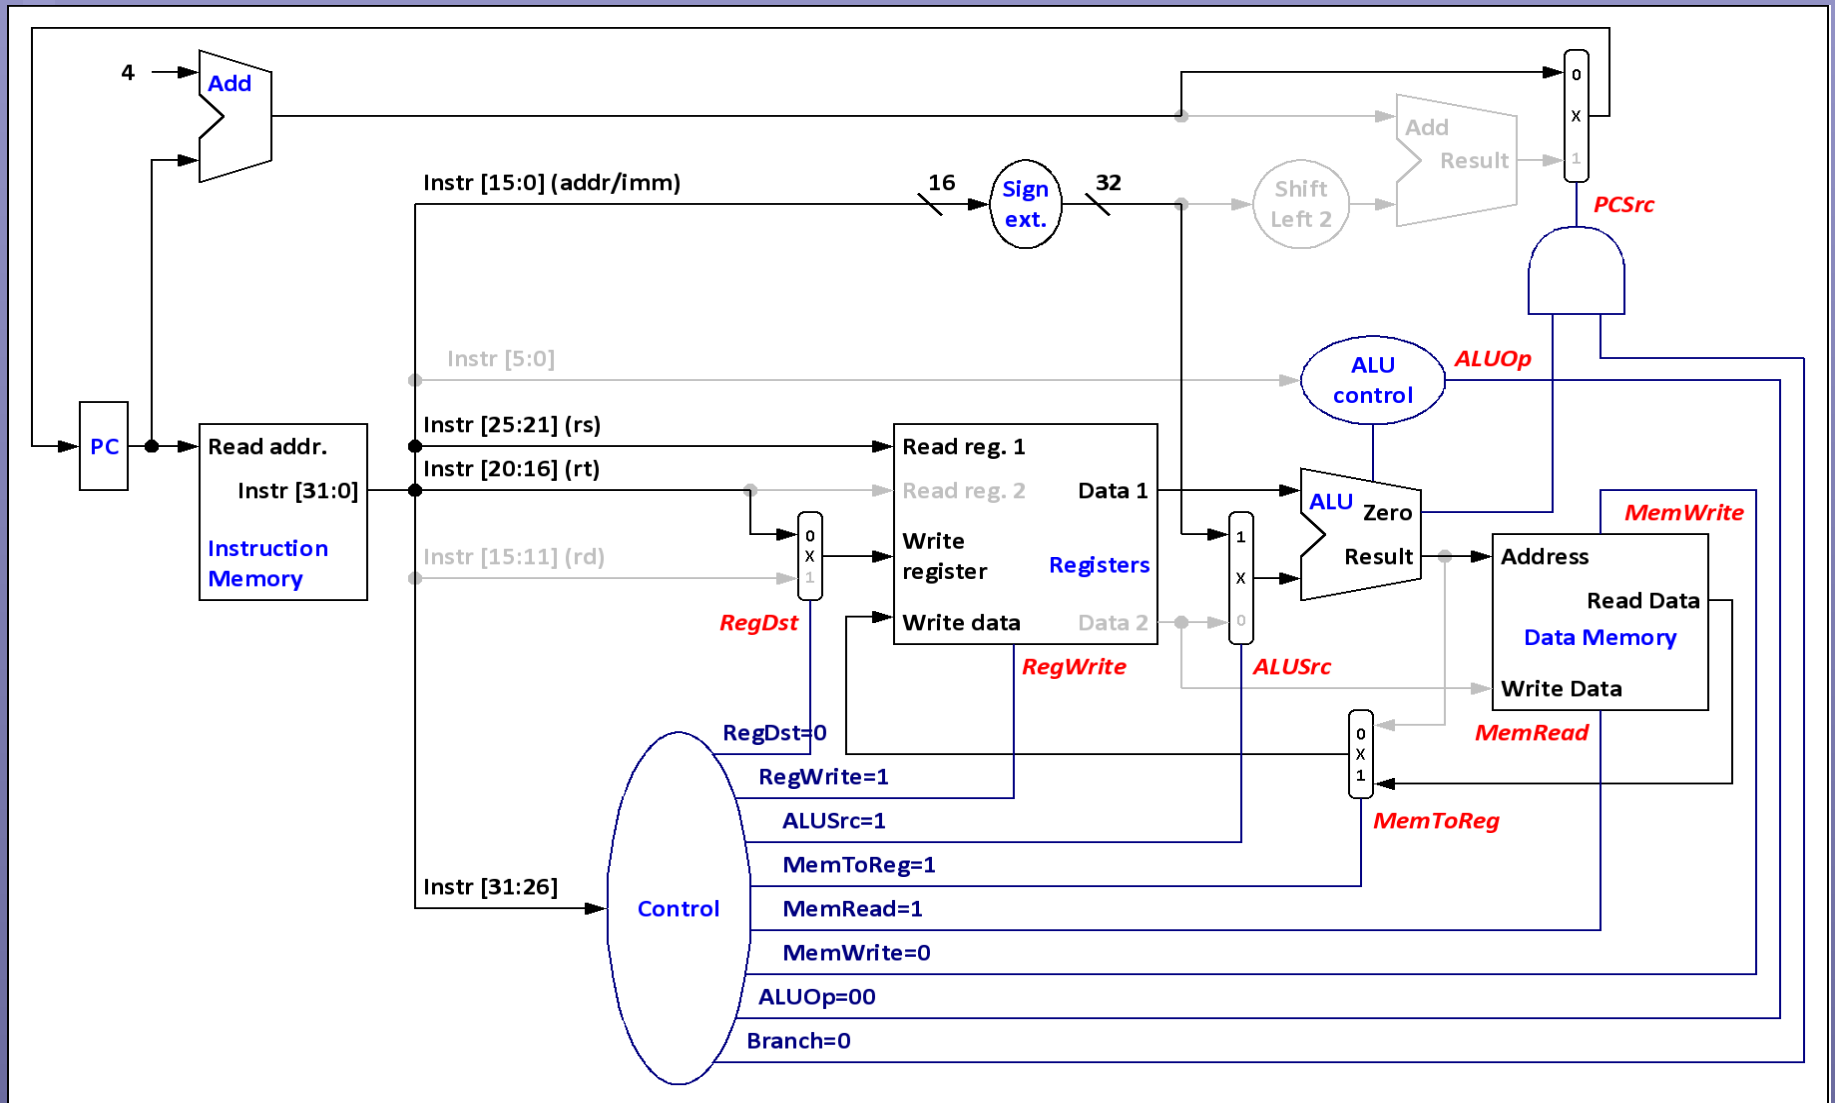 4
Add
0
X
1
Add
Result
Instr [15:0] (addr/imm)
16
Sign
ext.
32
Shift
Left 2
PCSrc
Instr [5:0]
ALU
control
ALUOp
Instr [25:21] (rs)
PC
Read addr.
Instr [31:0]
Instruction
Memory
Instr [20:16] (rt)
Instr [15:11] (rd)
0
X
1
RegDst
Read reg. 1
Read reg. 2
Data 1
Write
register
Registers
Write data
Data 2
RegWrite
1
X
0
ALUSrc
ALU
Zero
Result
MemWrite
Address
Read Data
Data Memory
Write Data
MemRead
0
X
1
MemToReg
RegDst=0
RegWrite=1
ALUSrc=1
MemToReg=1
Instr [31:26]
Control
MemRead=1
MemWrite=0
ALUOp=00
Branch=0